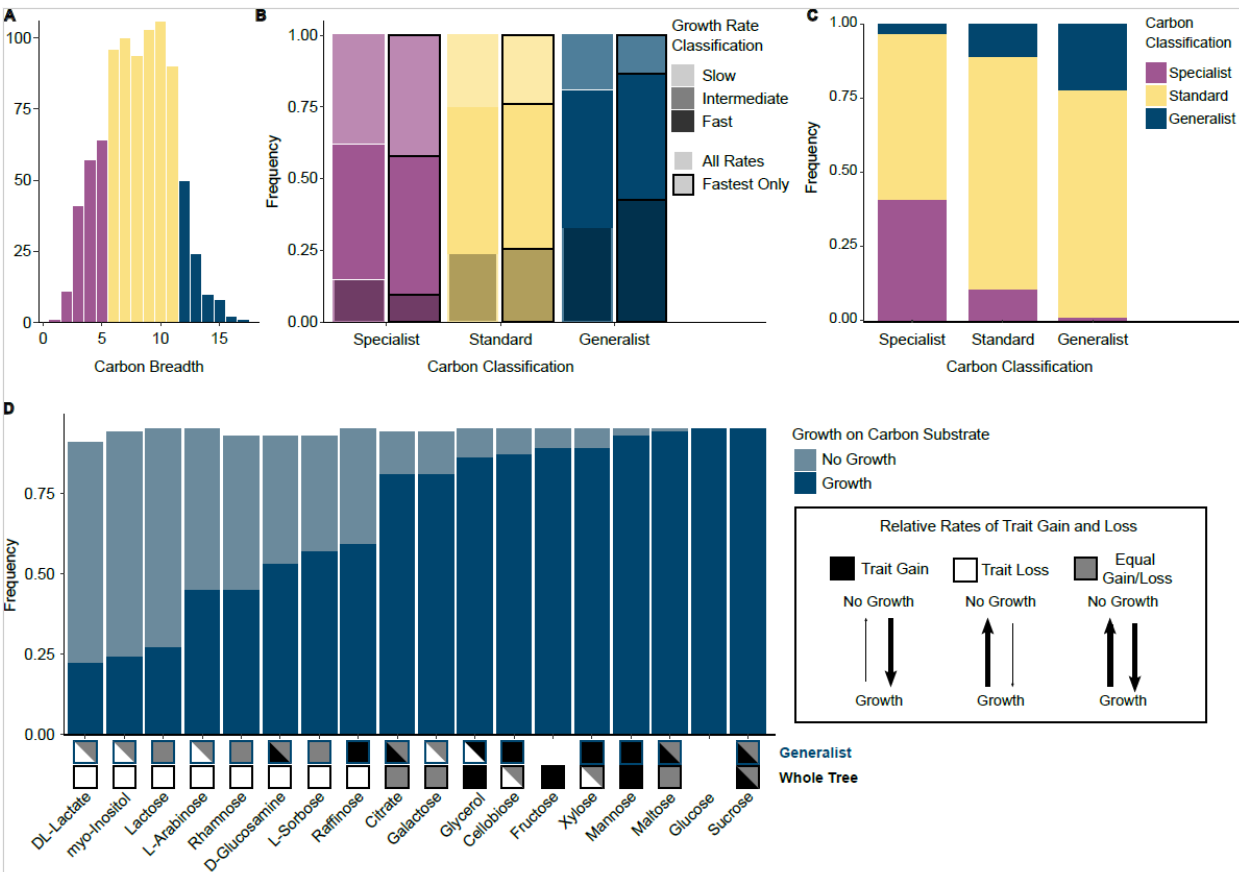 A
100
50
0
0
5
10
15
Carbon Breadth
B
1.00
0.75
0.50
0.25
0.00
Frequency
Specialist
Standard
Generalist
Carbon Classification
Growth Rate
Classification
Slow
Intermediate
Fast
All Rates
Fastest Only
C
1.00
0.75
0.50
0.25
0.00
Frequency
Specialist
Standard
Generalist
Carbon Classification
Carbon
Classification
Specialist
Standard
Generalist
D
0.75
0.50
0.25
0.00
Frequency
DL-Lactate
myo-Inositol
Lactose
L-Arabinose
Rhamnose
D-Glucosamine
L-Sorbose
Raffinose
Citrate
Galactose
Glycerol
Cellobiose
Fructose
Xylose
Mannose
Maltose
Glucose
Sucrose
Generalist
Whole Tree
Growth on Carbon Substrate
No Growth
Growth
Relative Rates of Trait Gain and Loss
Trait Gain
Trait Loss
Equal
Gain/Loss
No Growth
No Growth
No Growth
Growth
Growth
Growth